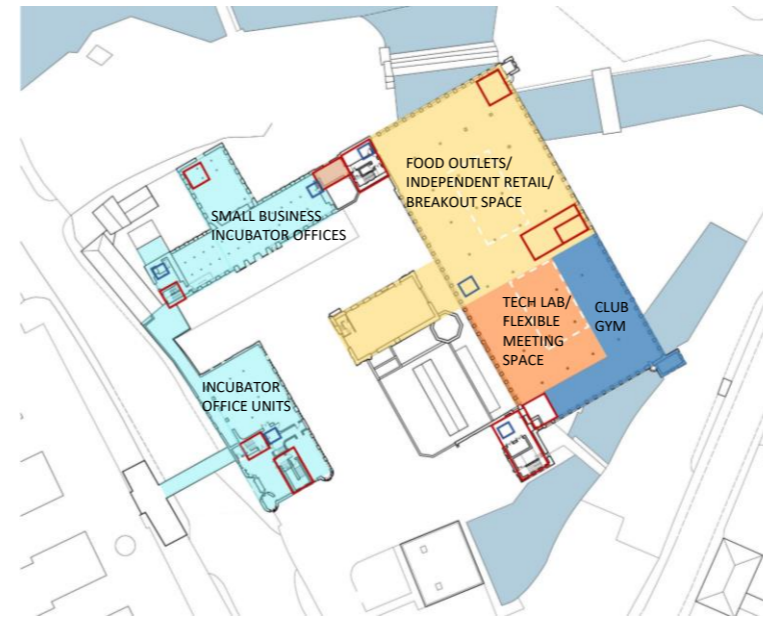 FOOD OUTLETS/
INDEPENDENT RETAIL/
BREAKOUT SPACE
SMALL BUSINESS
INCUBATOR OFFICES
TECH LAB/
FLEXIBLE
MEETING
SPACE
CLUB
GYM
INCUBATOR
OFFICE UNITS